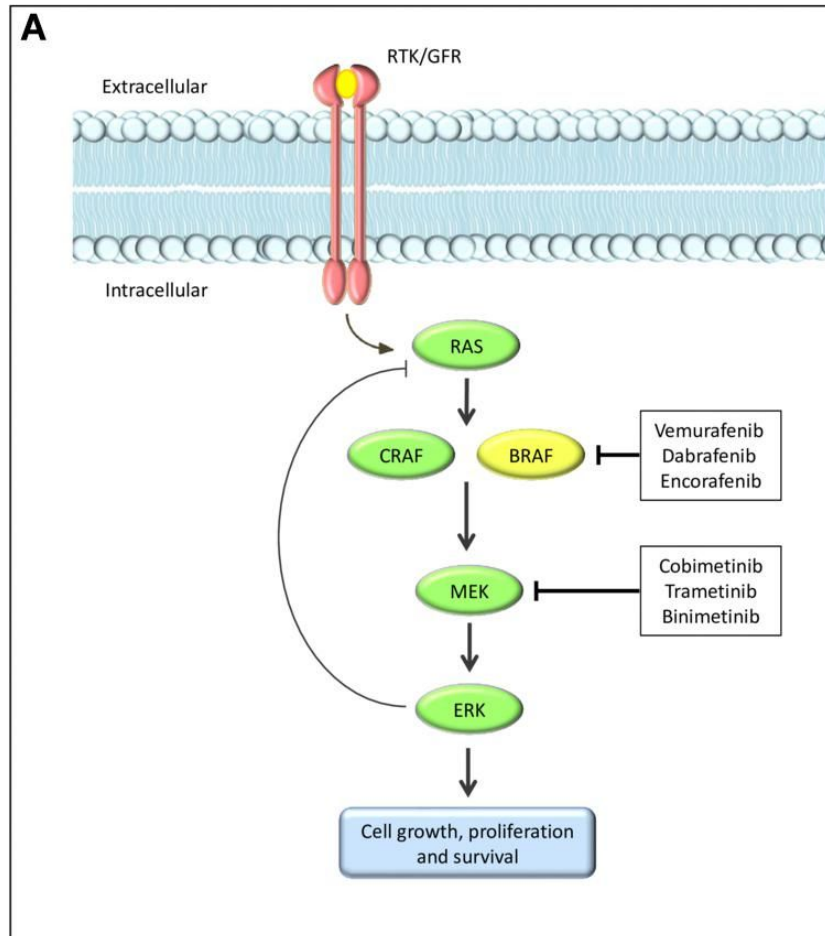 A
RTK/GFR
Extracellular
Intracellular
RAS
CRAF
BRAF
Vemurafenib
Dabrafenib
Encorafenib
MEK
Cobimetinib
Trametinib
Binimetinib
ERK
Cell growth, proliferation
and survival